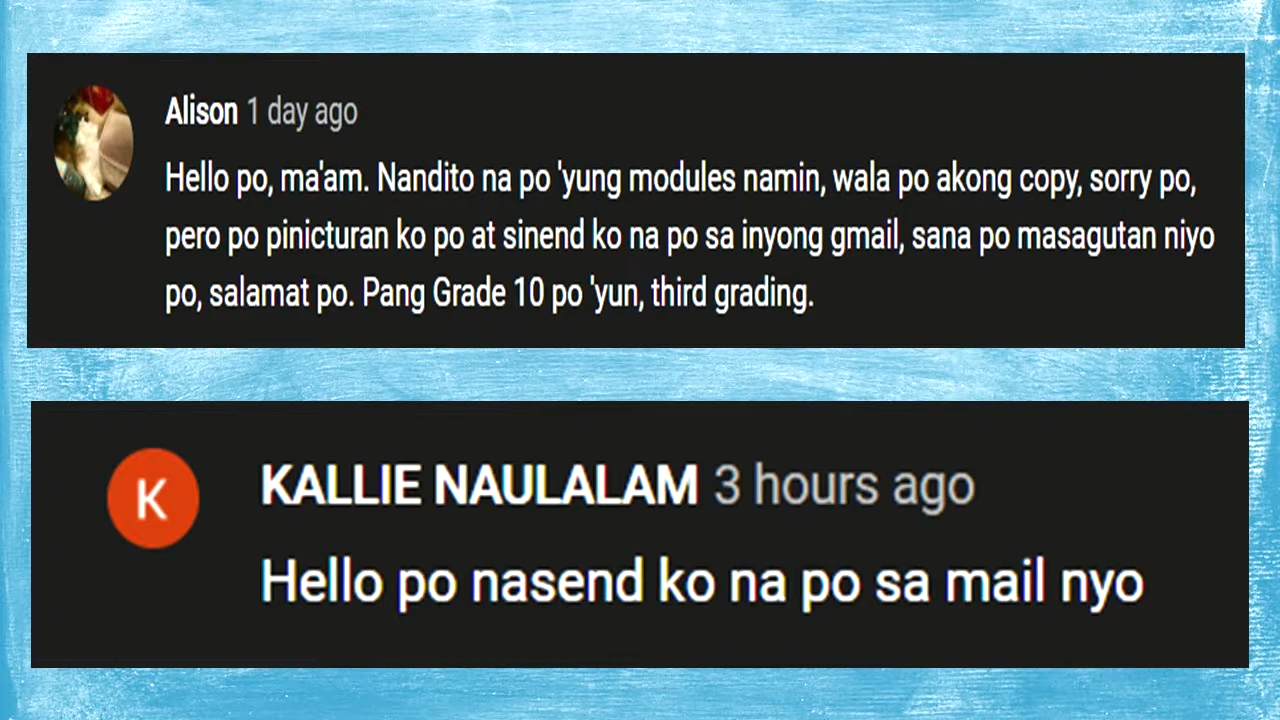 Alison 1 day ago
Hello po, ma'am. Nandito na po 'yung modules namin, wala po akong copy, sorry po,
pero po pinicturan ko po at sinend ko na po sa inyong gmail, sana po masagutan niyo
po, salamat po. Pang Grade 10 po 'yun, third grading.
K
KALLIE NAULALAM 3 hours ago
Hello po nasend ko na po sa mail nyo